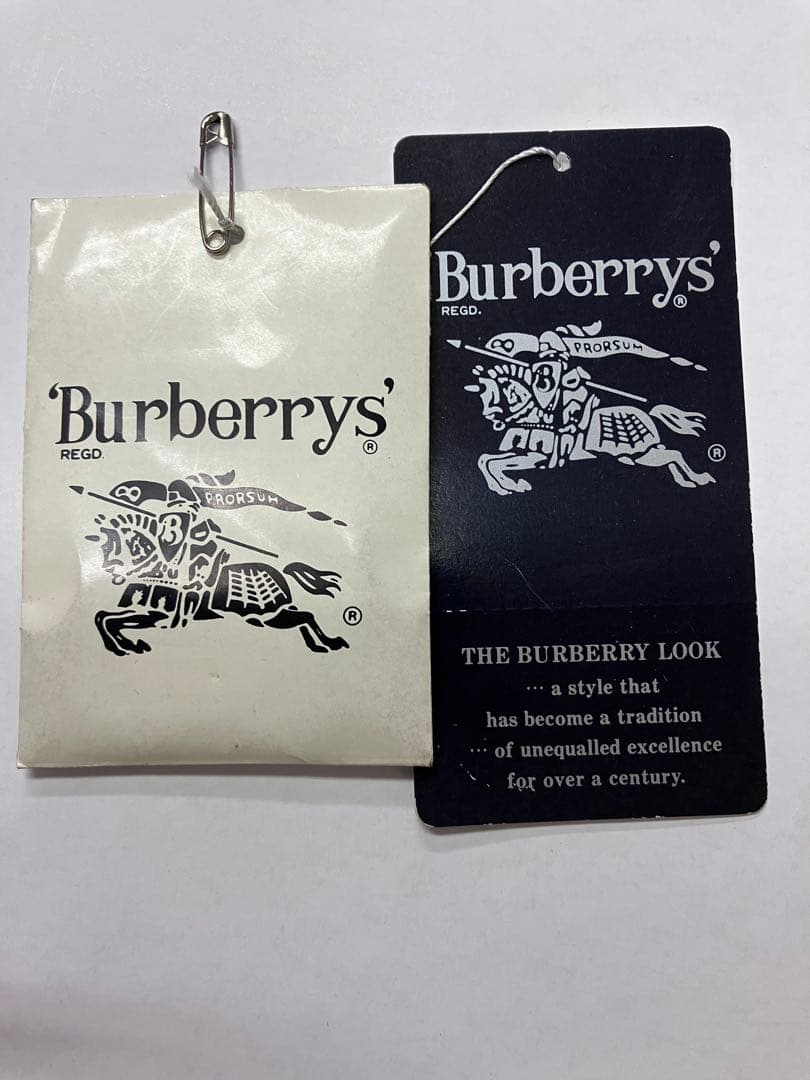 'Burberrys'
REGD.
®
PRORSUM
B
®
Burberrys'
REGD.
®
PRORSUM
B
®
THE BURBERRY LOOK
… a style that
has become a tradition
… of unequalled excellence
for over a century.